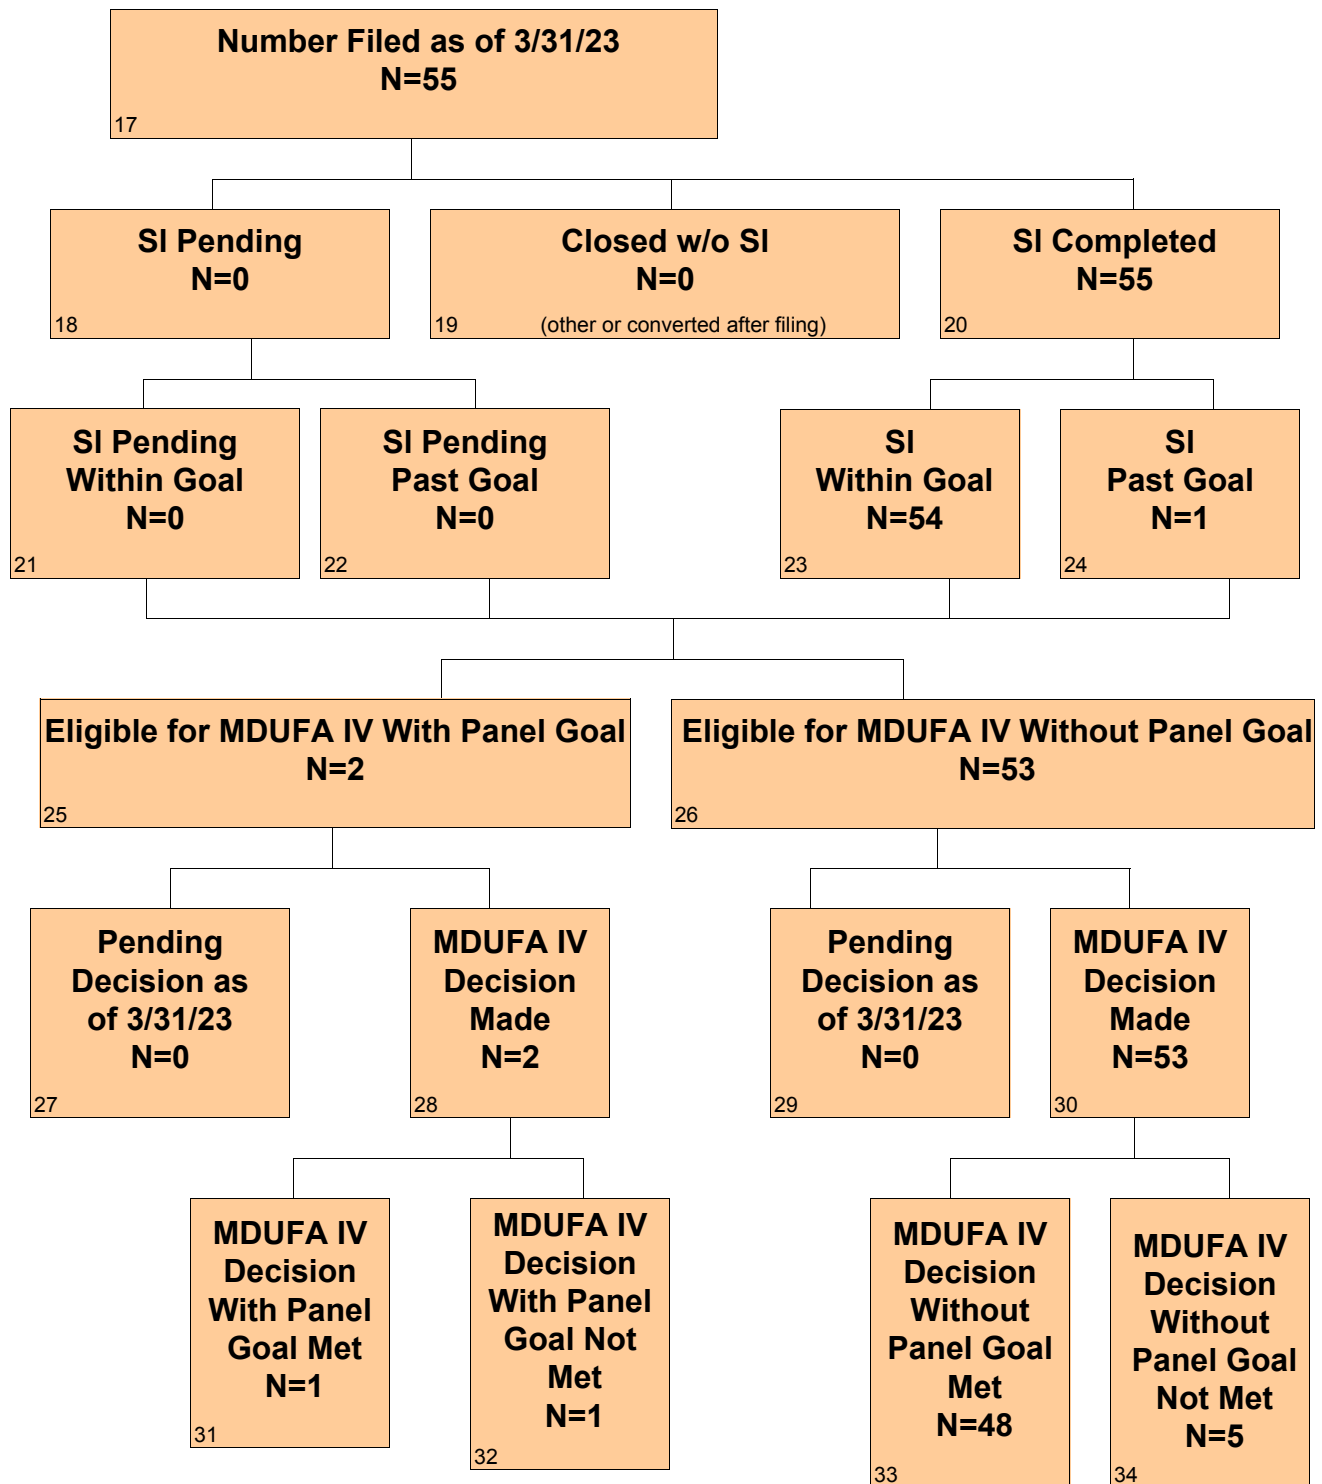 Number Filed as of 3/31/23
N=55
17
SI Pending
N=0
18
Closed w/o SI
N=0
19
(other or converted after filing)
SI Completed
N=55
20
SI Pending
Within Goal
N=0
21
SI Pending
Past Goal
N=0
22
SI
Within Goal
N=54
23
SI
Past Goal
N=1
24
Eligible for MDUFA IV With Panel Goal
N=2
25
Eligible for MDUFA IV Without Panel Goal
N=53
26
Pending
Decision as
of 3/31/23
N=0
27
MDUFA IV
Decision
Made
N=2
28
Pending
Decision as
of 3/31/23
N=0
29
MDUFA IV
Decision
Made
N=53
30
MDUFA IV
Decision
With Panel
Goal Met
N=1
31
MDUFA IV
Decision
With Panel
Goal Not
Met
N=1
32
MDUFA IV
Decision
Without
Panel Goal
Met
N=48
33
MDUFA IV
Decision
Without
Panel Goal
Not Met
N=5
34